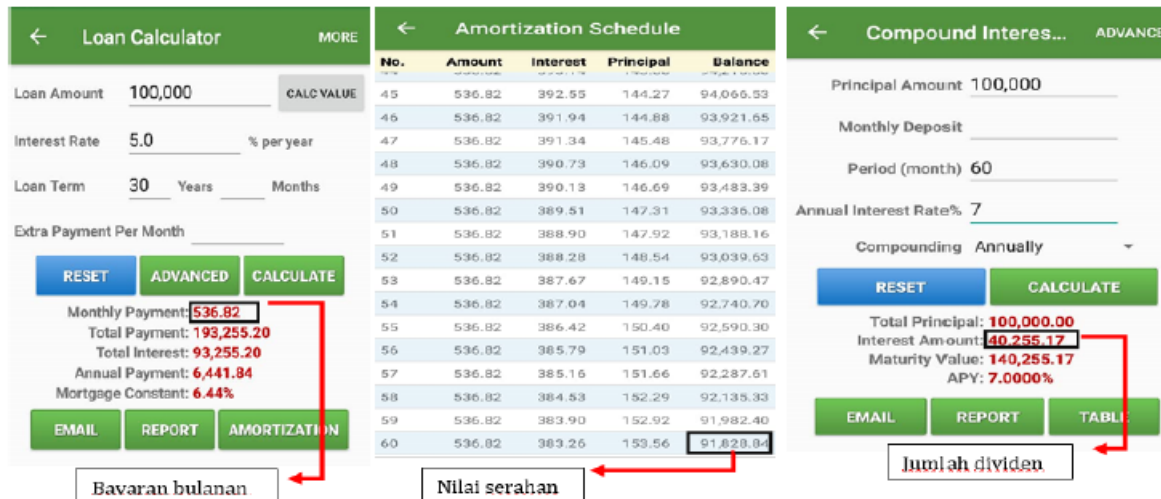 Loan Calculator MORE
Loan Amount 100,000 CALC VALUE
Interest Rate 5.0 % per year
Loan Term 30 Years Months
Extra Payment Per Month
RESET ADVANCED CALCULATE
Monthly Payment: 536.82
Total Payment: 193,255.20
Total Interest: 93,255.20
Annual Payment: 6,441.84
Mortgage Constant: 6.44%
EMAIL REPORT AMORTIZATION
Bayaran bulanan
Amortization Schedule
No. Amount Interest Principal Balance
45 536.82 392.55 144.27 94,066.53
46 536.82 391.94 144.88 93,921.65
47 536.82 391.34 145.48 93,776.17
48 536.82 390.73 146.09 93,630.08
49 536.82 390.13 146.69 93,483.39
50 536.82 389.51 147.31 93,336.08
51 536.82 388.90 147.92 93,188.16
52 536.82 388.28 148.54 93,039.63
53 536.82 387.67 149.15 92,890.47
54 536.82 387.04 149.78 92,740.70
55 536.82 386.42 150.40 92,590.30
56 536.82 385.79 151.03 92,439.27
57 536.82 385.16 151.66 92,287.61
58 536.82 384.53 152.29 92,135.33
59 536.82 383.90 152.92 91,982.40
60 536.82 383.26 153.56 91,828.84
Nilai serahan
Compound Interes... ADVANCE
Principal Amount 100,000
Monthly Deposit
Period (month) 60
Annual Interest Rate% 7
Compounding Annually
RESET CALCULATE
Total Principal: 100,000.00
Interest Amount: 40,255.17
Maturity Value: 140,255.17
APY: 7.0000%
EMAIL REPORT TABLE
Jumlah dividen